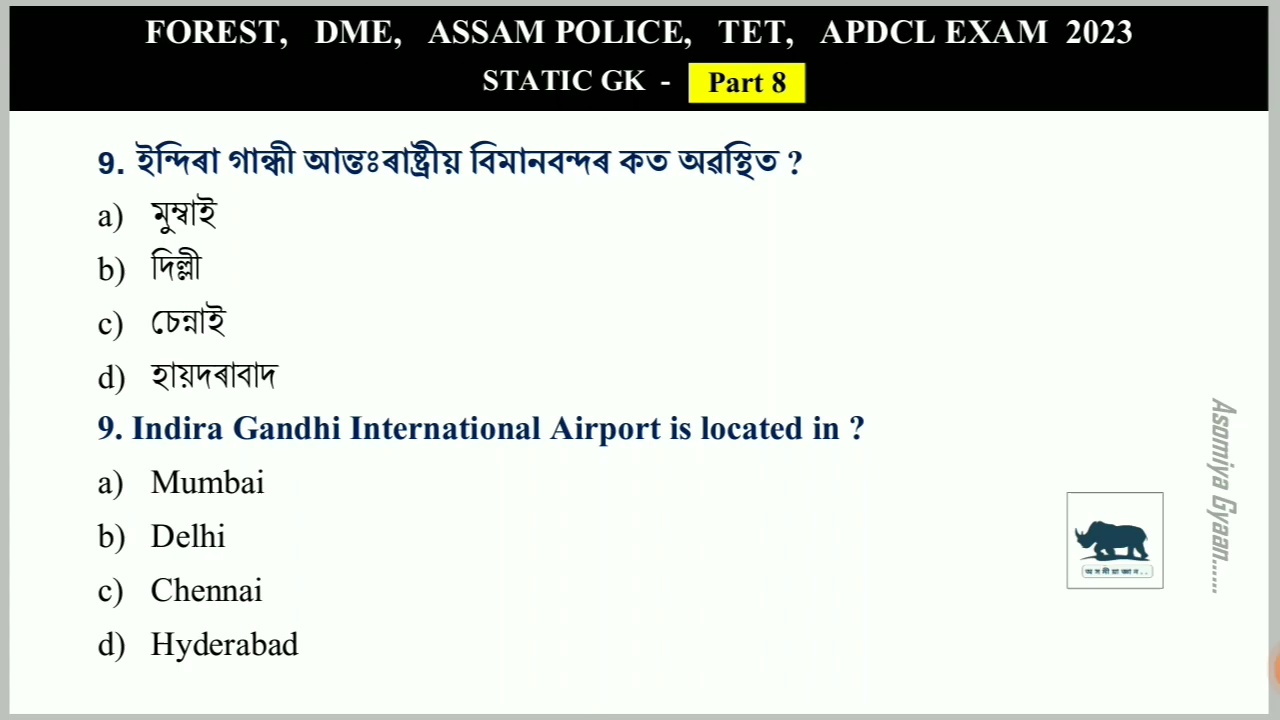 FOREST, DME, ASSAM POLICE, TET, APDCL EXAM 2023
STATIC GK - Part 8
9. ইন্দিৰা গান্ধী আন্তঃৰাষ্ট্ৰীয় বিমানবন্দৰ কত অৱস্থিত ?
a) মুম্বাই
b) দিল্লী
c) চেন্নাই
d) হায়দৰাবাদ
9. Indira Gandhi International Airport is located in ?
a) Mumbai
b) Delhi
c) Chennai
d) Hyderabad
Asomiya Gyaan......
অসমীয়া জ্ঞান..